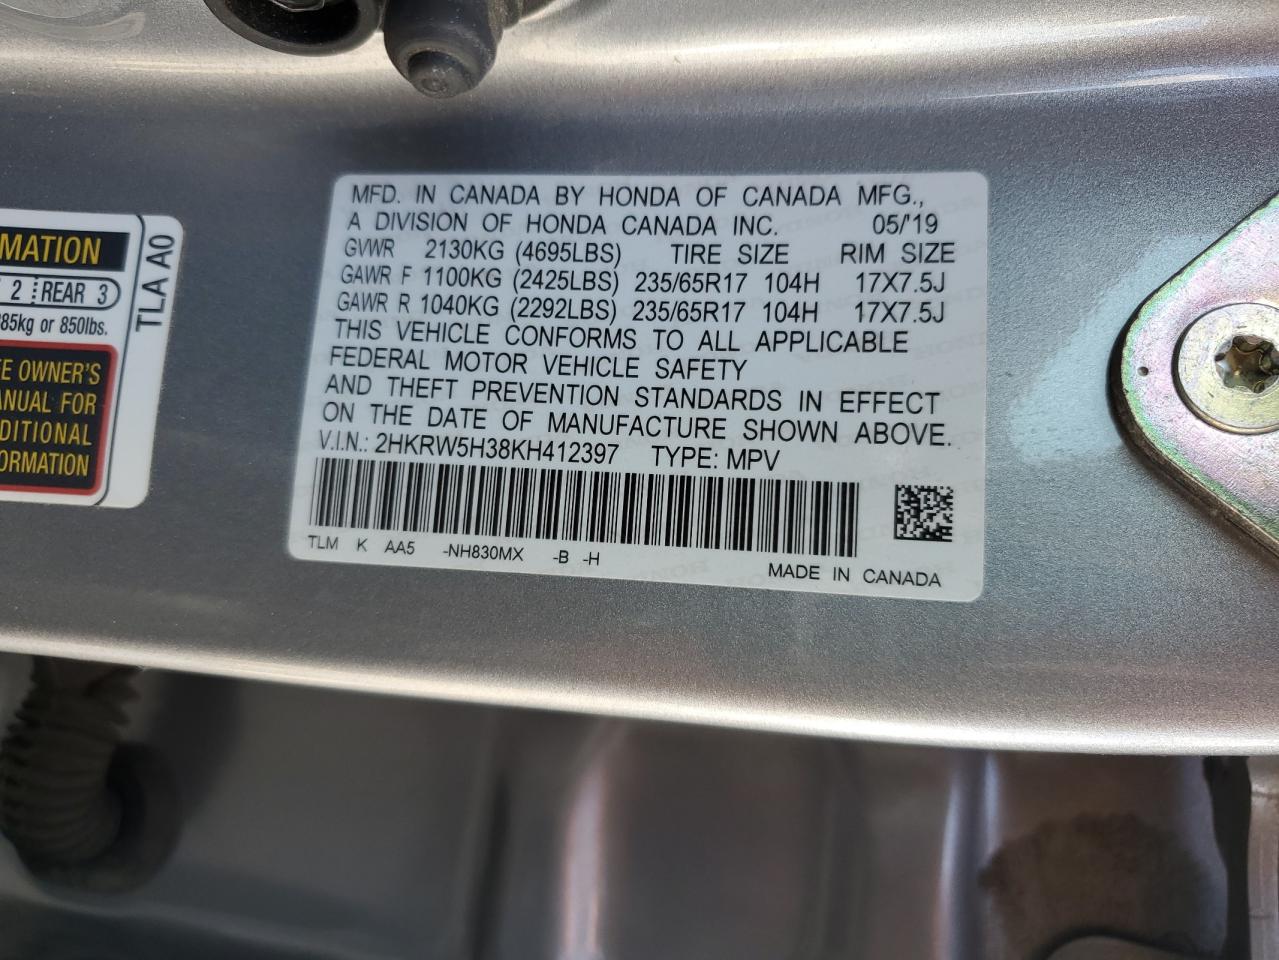 MFD. IN CANADA BY HONDA OF CANADA MFG.,
A DIVISION OF HONDA CANADA INC. 05/'19
GVWR 2130KG (4695LBS) TIRE SIZE RIM SIZE
GAWR F 1100KG (2425LBS) 235/65R17 104H 17X7.5J
GAWR R 1040KG (2292LBS) 235/65R17 104H 17X7.5J
THIS VEHICLE CONFORMS TO ALL APPLICABLE
FEDERAL MOTOR VEHICLE SAFETY
AND THEFT PREVENTION STANDARDS IN EFFECT
ON THE DATE OF MANUFACTURE SHOWN ABOVE.
V.I.N.: 2HKRW5H38KH412397 TYPE: MPV
TLM K AA5 -NH830MX -B -H
MADE IN CANADA
MATION
2 REAR 3
85kg or 850lbs.
E OWNER'S
ANUAL FOR
DITIONAL
FORMATION
TLA A0